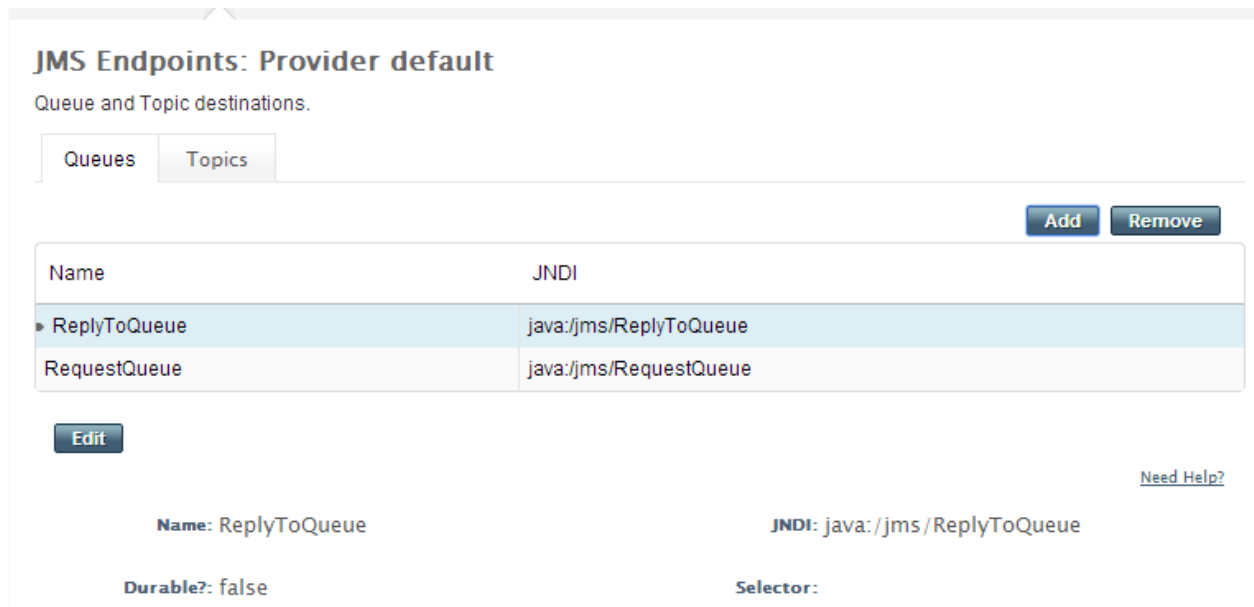 JMS Endpoints: Provider default
Queue and Topic destinations.
Queues Topics
Add Remove
Name JNDI
ReplyToQueue java:/jms/ReplyToQueue
RequestQueue java:/jms/RequestQueue
Edit
Need Help?
Name: ReplyToQueue JNDI: java:/jms/ReplyToQueue
Durable?: false Selector: